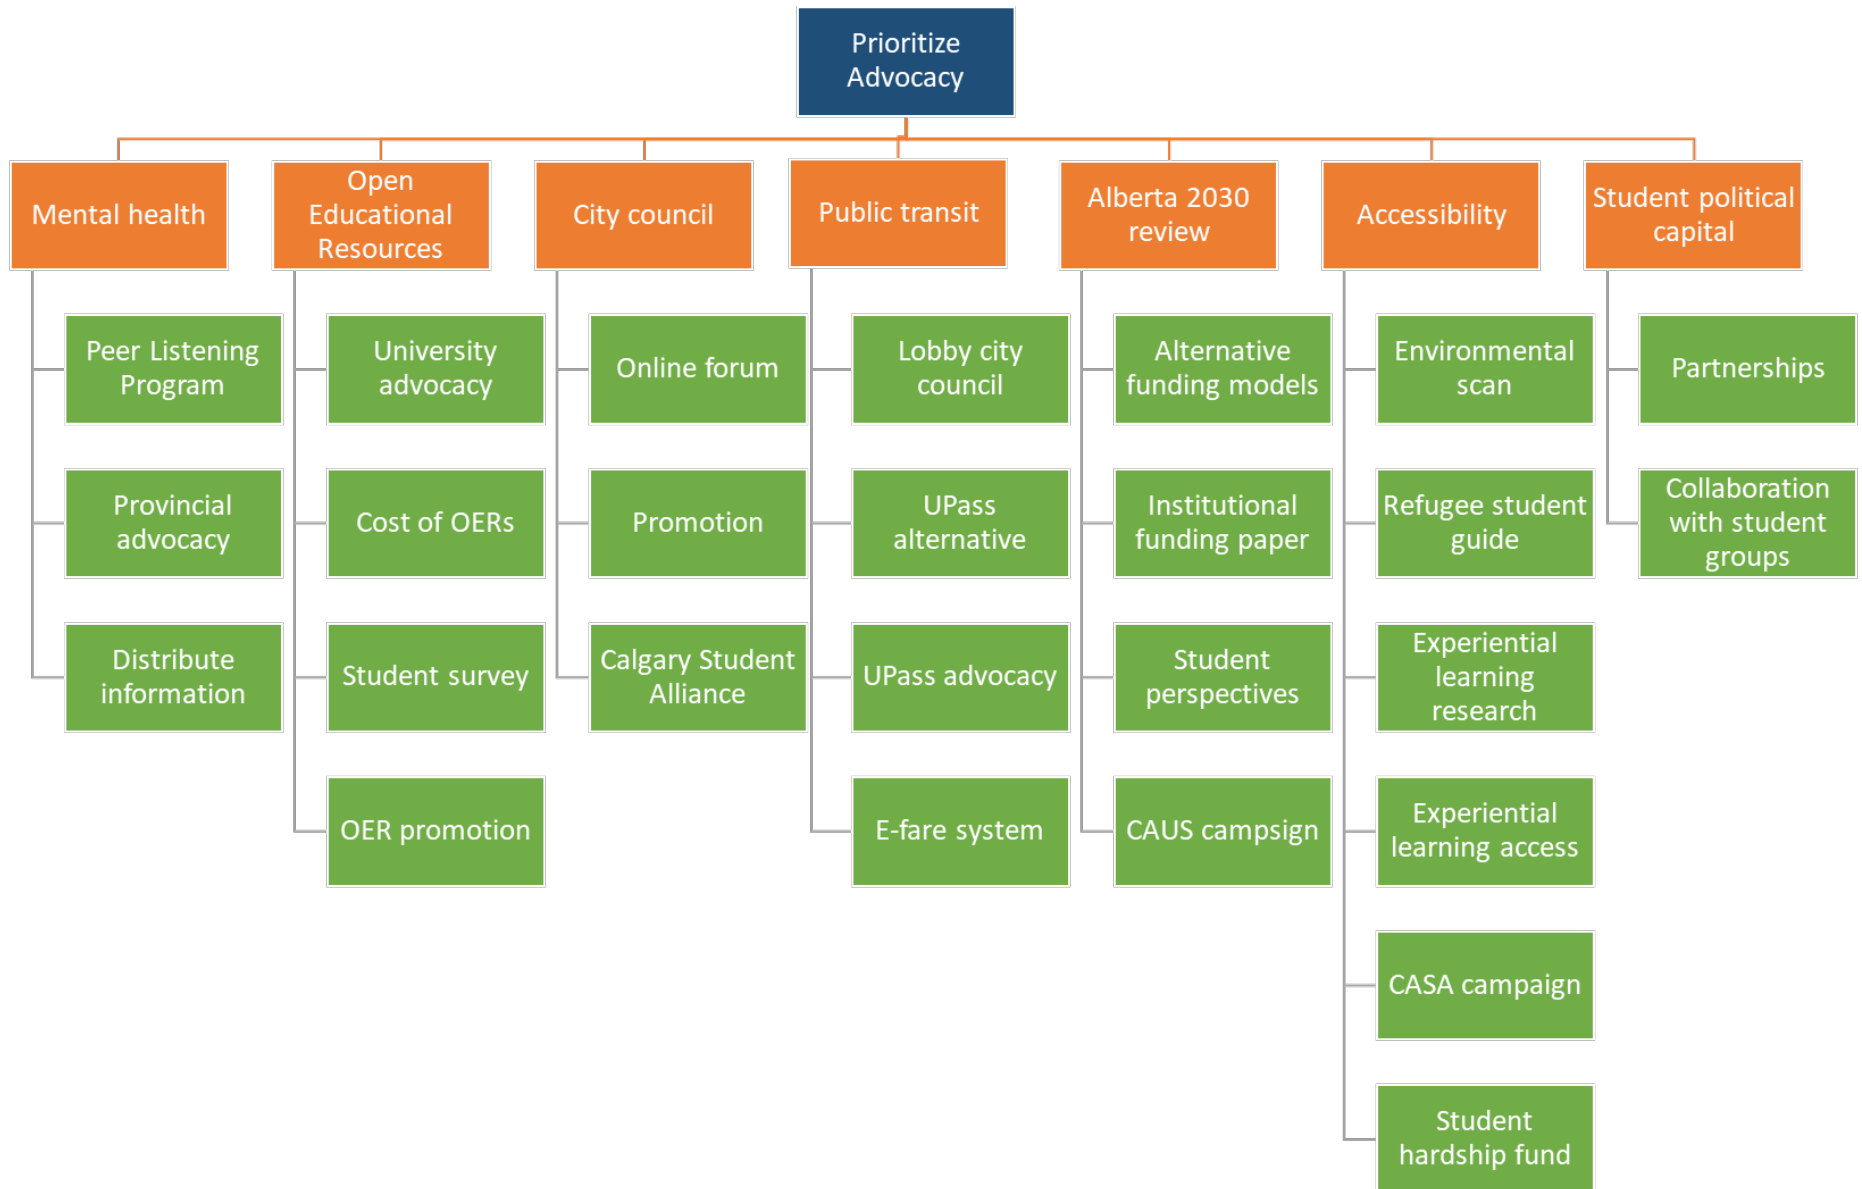 Prioritize
Advocacy
Mental health
Open
Educational
Resources
City council
Public transit
Alberta 2030
review
Accessibility
Student political
capital
Peer Listening
Program
Provincial
advocacy
Distribute
information
University
advocacy
Cost of OERs
Student survey
OER promotion
Online forum
Promotion
Calgary Student
Alliance
Lobby city
council
UPass
alternative
UPass advocacy
E-fare system
Alternative
funding models
Institutional
funding paper
Student
perspectives
CAUS campsign
Environmental
scan
Refugee student
guide
Experiential
learning
research
Experiential
learning access
CASA campaign
Student
hardship fund
Partnerships
Collaboration
with student
groups